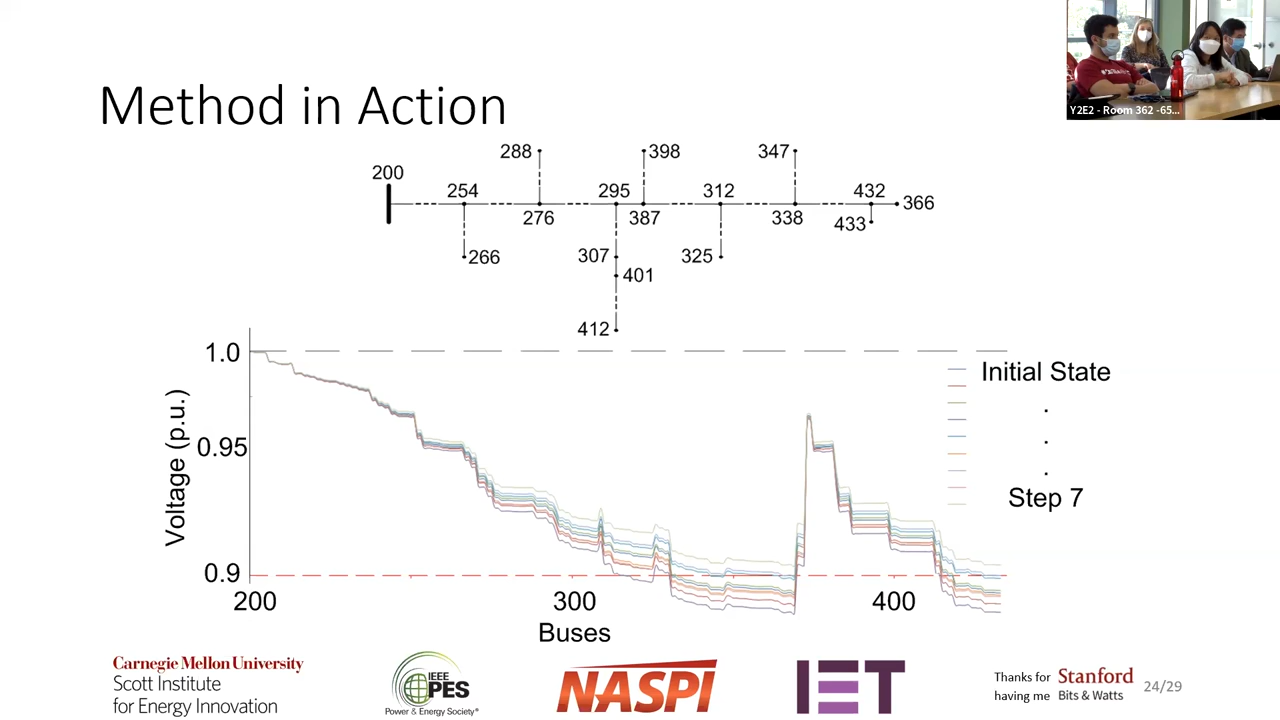 Y2E2 - Room 362 -65...
Method in Action
288
398
347
200
254
295
312
432
276
387
338
366
433
266
307
325
401
412
1.0
0.95
0.9
Voltage (p.u.)
Initial State
.
.
.
Step 7
200
300
400
Buses
Carnegie Mellon University
Scott Institute
for Energy Innovation
IEEE
PES
Power & Energy Society®
NASPI
IET
Thanks for
having me
Stanford
Bits & Watts
24/29